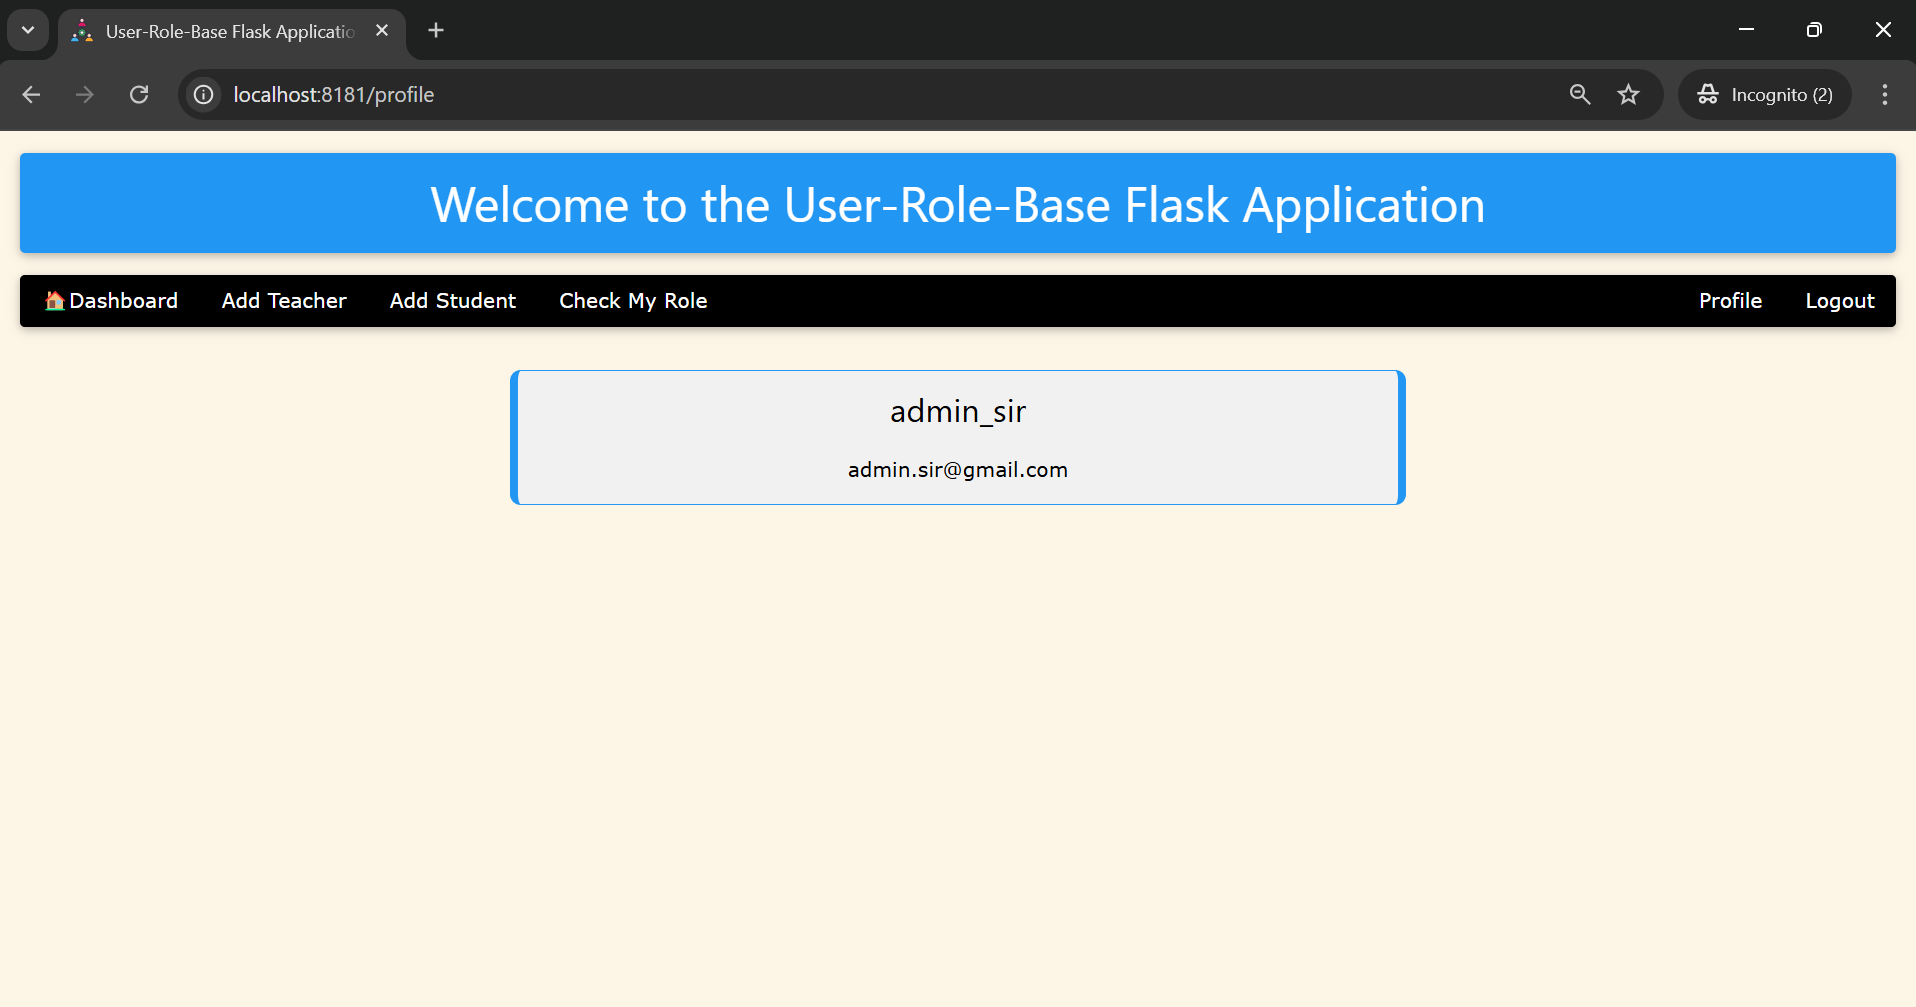 User-Role-Base Flask Applicatio
localhost:8181/profile
Incognito (2)
Welcome to the User-Role-Base Flask Application
Dashboard Add Teacher Add Student Check My Role Profile Logout
admin_sir
admin.sir@gmail.com